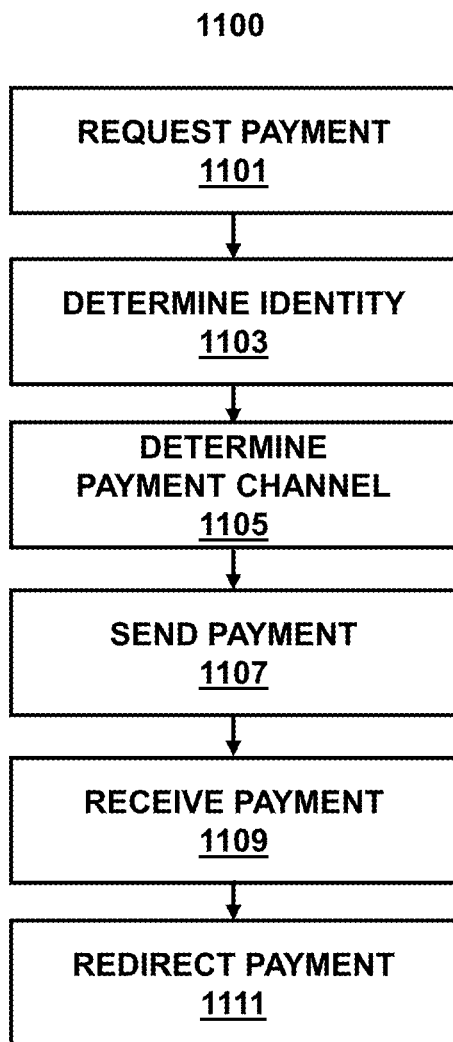 1100
REQUEST PAYMENT
1101
DETERMINE IDENTITY
1103
DETERMINE
PAYMENT CHANNEL
1105
SEND PAYMENT
1107
RECEIVE PAYMENT
1109
REDIRECT PAYMENT
1111